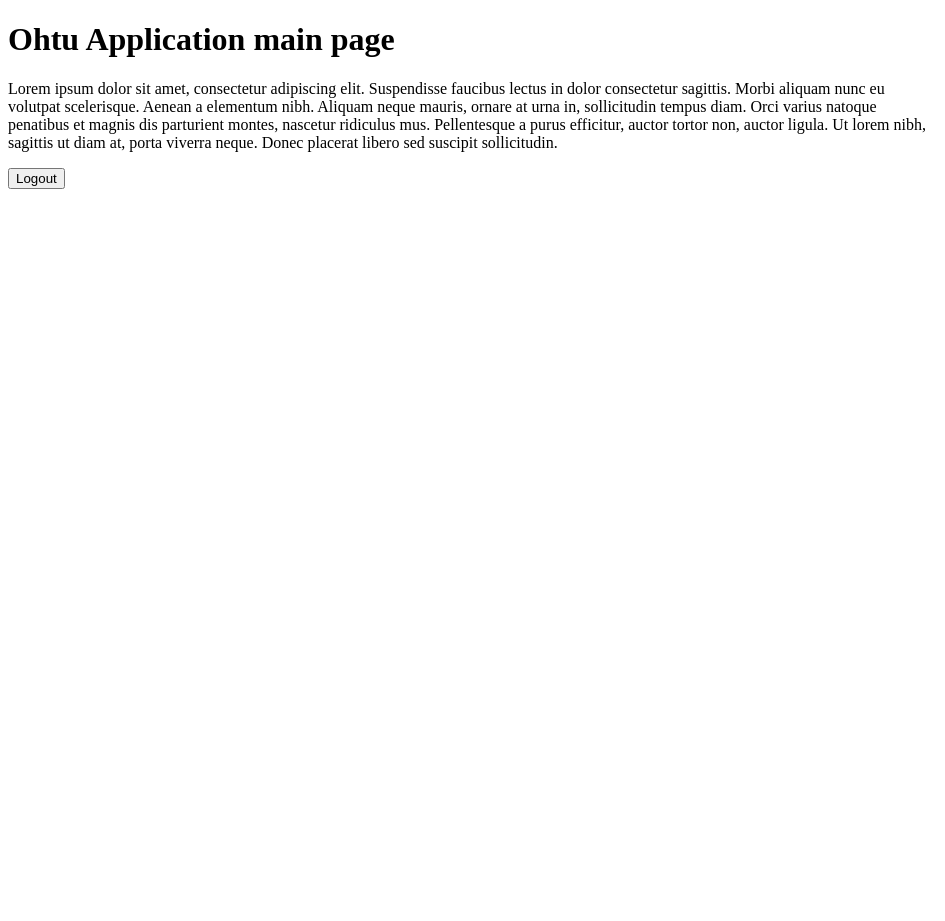 Ohtu Application main page
Lorem ipsum dolor sit amet, consectetur adipiscing elit. Suspendisse faucibus lectus in dolor consectetur sagittis. Morbi aliquam nunc eu
volutpat scelerisque. Aenean a elementum nibh. Aliquam neque mauris, ornare at urna in, sollicitudin tempus diam. Orci varius natoque
penatibus et magnis dis parturient montes, nascetur ridiculus mus. Pellentesque a purus efficitur, auctor tortor non, auctor ligula. Ut lorem nibh,
sagittis ut diam at, porta viverra neque. Donec placerat libero sed suscipit sollicitudin.
Logout